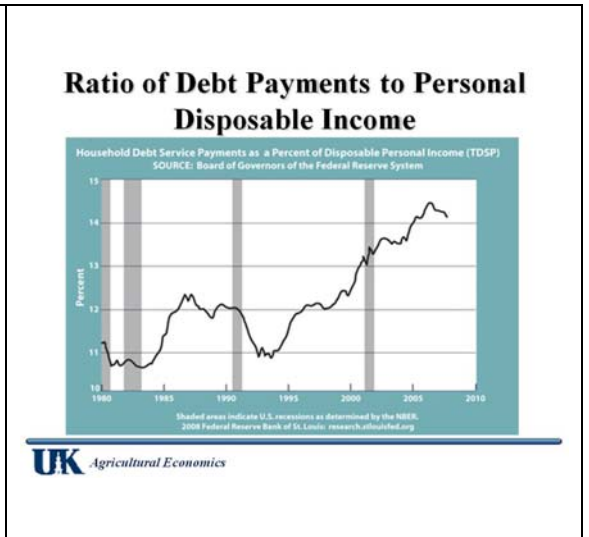 Ratio of Debt Payments to Personal
Disposable Income
Household Debt Service Payments as a Percent of Disposable Personal Income (TDSP)
SOURCE: Board of Governors of the Federal Reserve System
Percent
15
14
13
12
11
10
1980 1985 1990 1995 2000 2005 2010
Shaded areas indicate U.S. recessions as determined by the NBER.
2008 Federal Reserve Bank of St. Louis: research.stlouisfed.org
UK Agricultural Economics